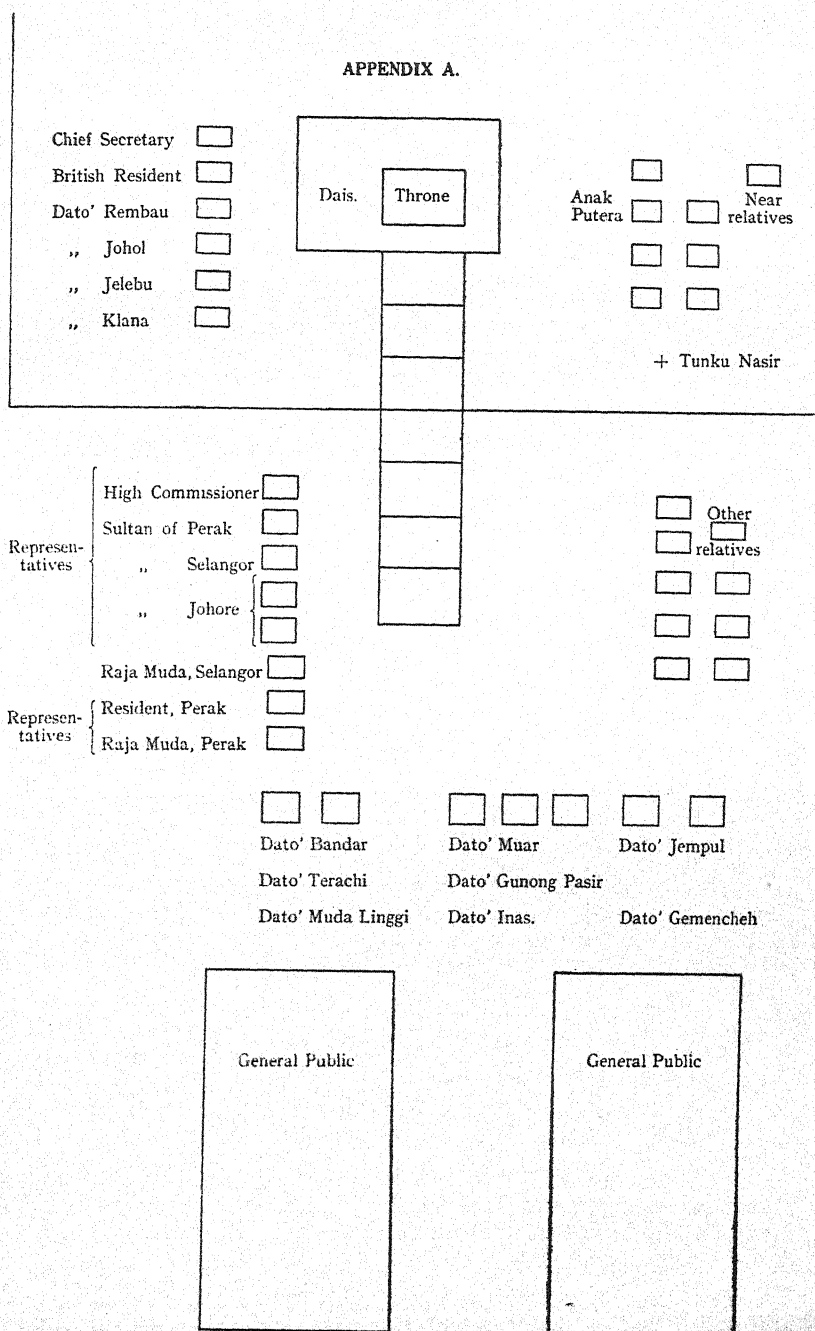 APPENDIX A.
Chief Secretary
British Resident
Dato' Rembau
„ Johol
„ Jelebu
„ Klana
Dais.
Throne
Anak
Putera
Near
relatives
+ Tunku Nasir
Represen-
tatives
High Commissioner
Sultan of Perak
„ Selangor
„ Johore
Raja Muda, Selangor
Represen-
tatives
Resident, Perak
Raja Muda, Perak
Other
relatives
Dato' Bandar Dato' Muar Dato' Jempul
Dato' Terachi Dato' Gunong Pasir
Dato' Muda Linggi Dato' Inas. Dato' Gemencheh
General Public General Public